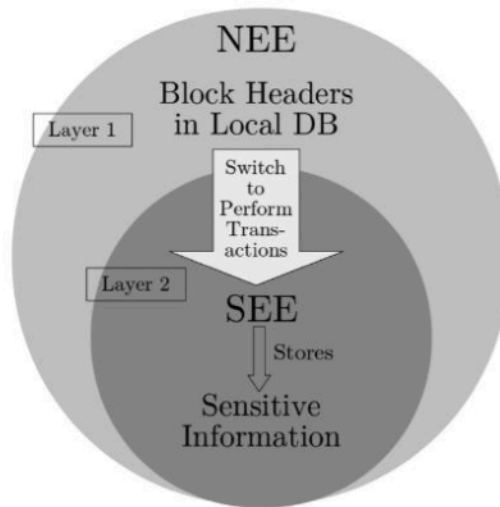 NEE
Block Headers
in Local DB
Layer 1
Switch
to
Perform
Trans-
actions
Layer 2
SEE
Stores
Sensitive
Information